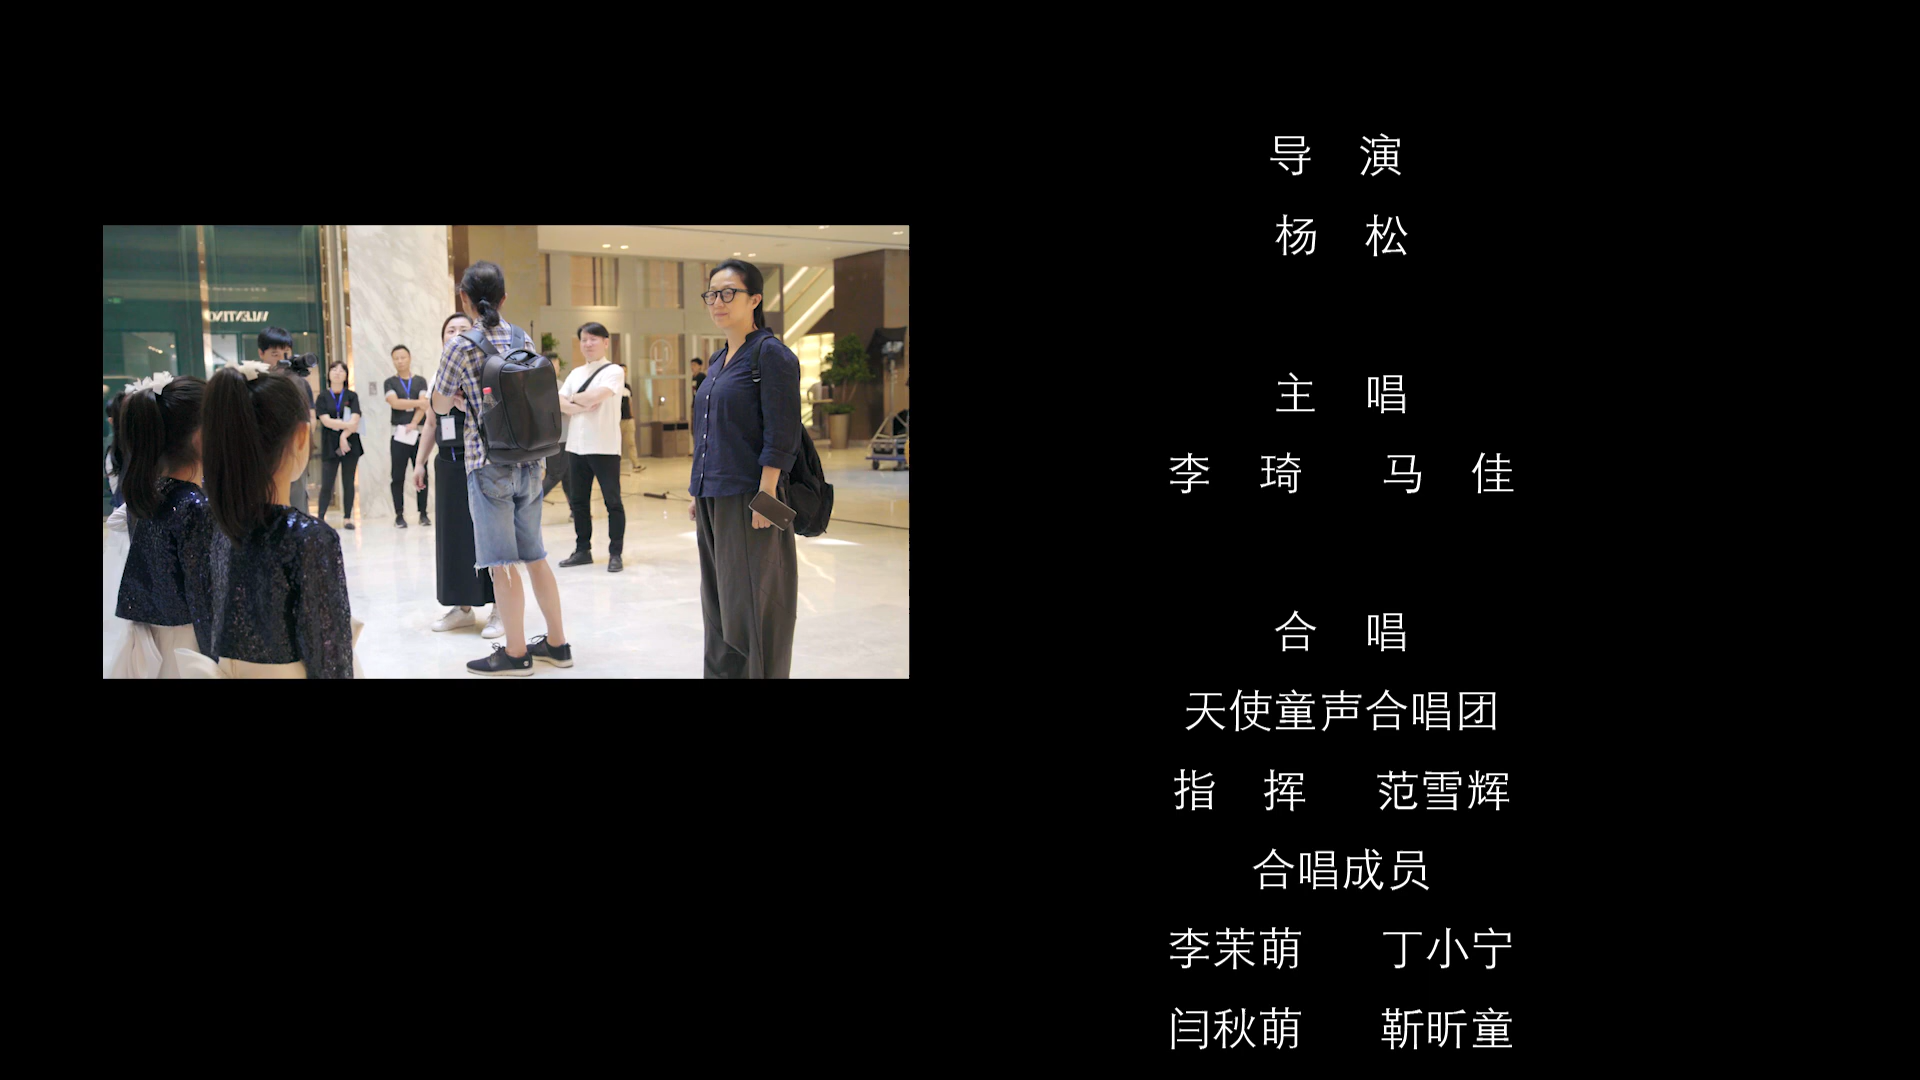 VALENTINO
导 演
杨 松
主 唱
李 琦 马 佳
合 唱
天使童声合唱团
指 挥 范雪辉
合唱成员
李茉萌 丁小宁
闫秋萌 靳昕童